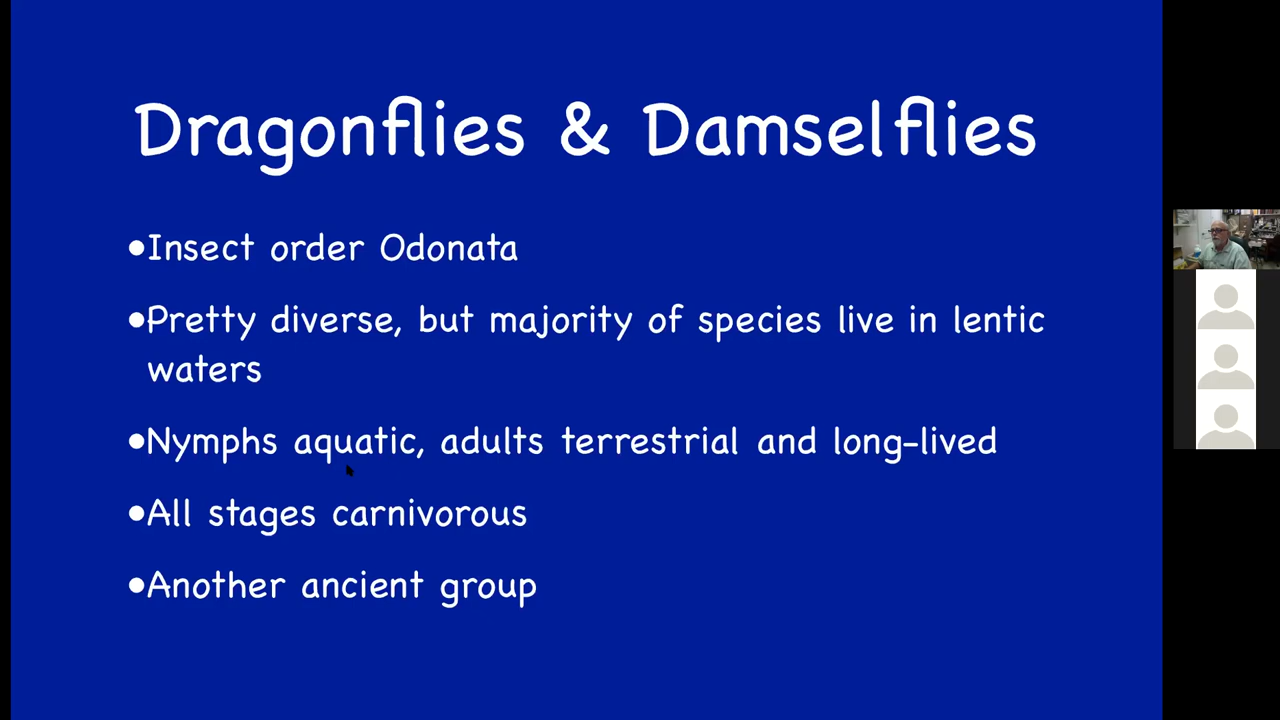 Dragonflies & Damselflies
•Insect order Odonata
•Pretty diverse, but majority of species live in lentic
waters
•Nymphs aquatic, adults terrestrial and long-lived
•All stages carnivorous
•Another ancient group